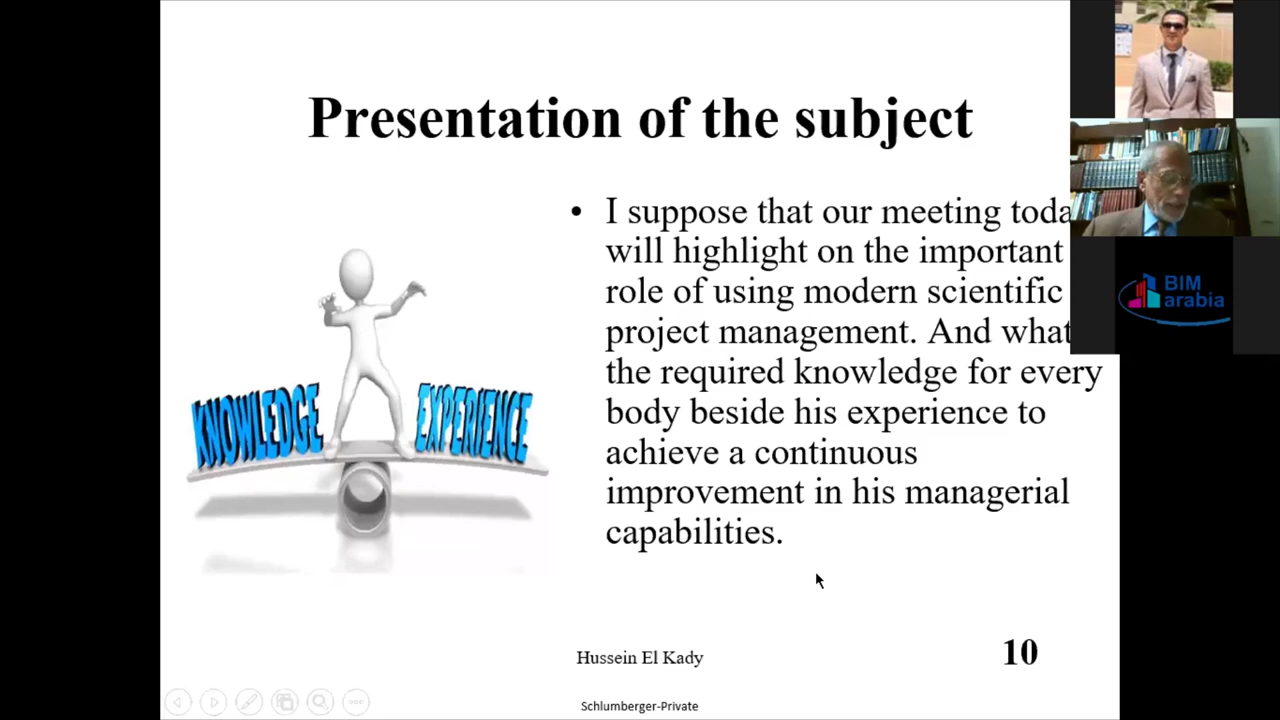 Presentation of the subject
• I suppose that our meeting toda
will highlight on the important
role of using modern scientific
project management. And what
the required knowledge for every
body beside his experience to
achieve a continuous
improvement in his managerial
capabilities.
KNOWLEDGE
EXPERIENCE
BIM
arabia
Hussein El Kady
10
Schlumberger-Private